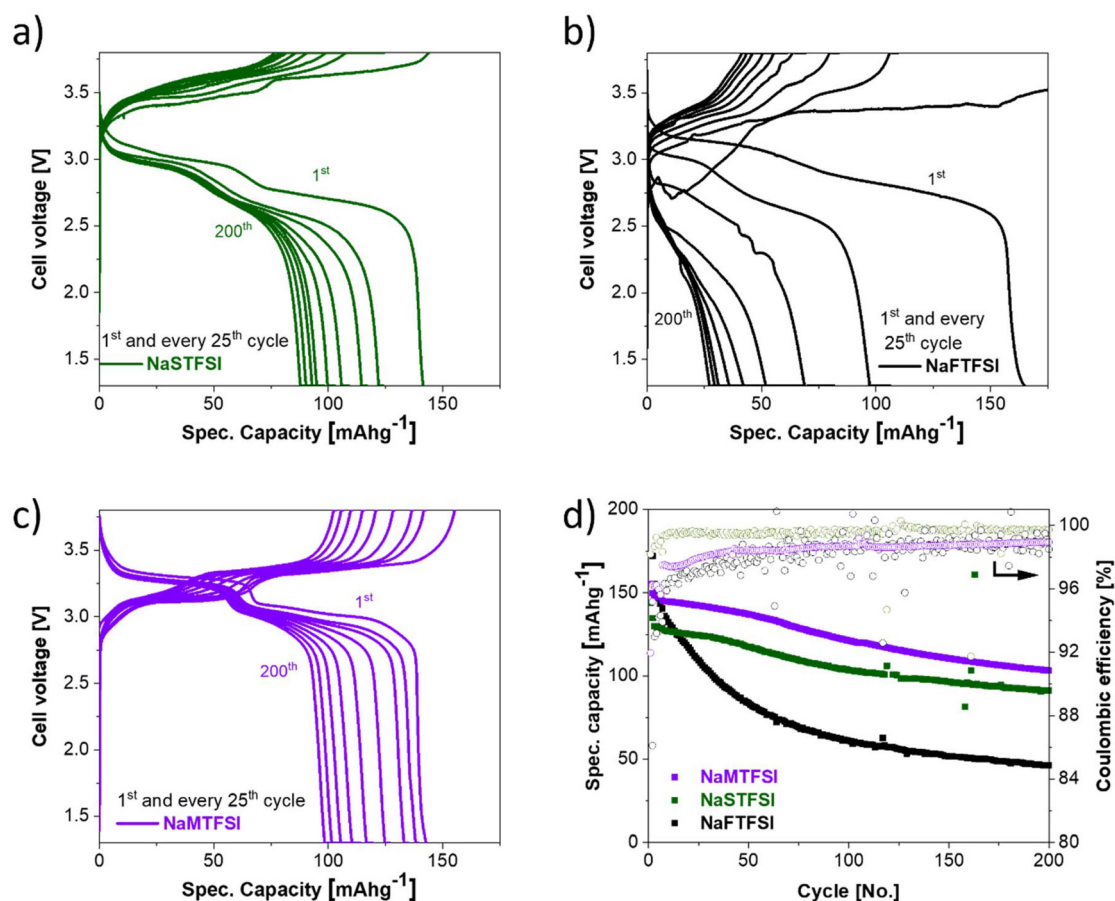 a)
3.5
3.0
2.5
2.0
1.5
Cell voltage [V]
1st
200th
1st and every 25th cycle
NaSTFSI
0 50 100 150
Spec. Capacity [mAhg-1]
b)
3.5
3.0
2.5
2.0
1.5
Cell voltage [V]
1st
200th
1st and every
25th cycle
NaFTFSI
0 50 100 150
Spec. Capacity [mAhg-1]
c)
3.5
3.0
2.5
2.0
1.5
Cell voltage [V]
1st
200th
1st and every 25th cycle
NaMTFSI
0 50 100 150
Spec. Capacity [mAhg-1]
d)
200
150
100
50
0
Spec. capacity [mAhg-1]
100
96
92
88
84
80
Coulombic efficiency [%]
NaMTFSI
NaSTFSI
NaFTFSI
0 50 100 150 200
Cycle [No.]